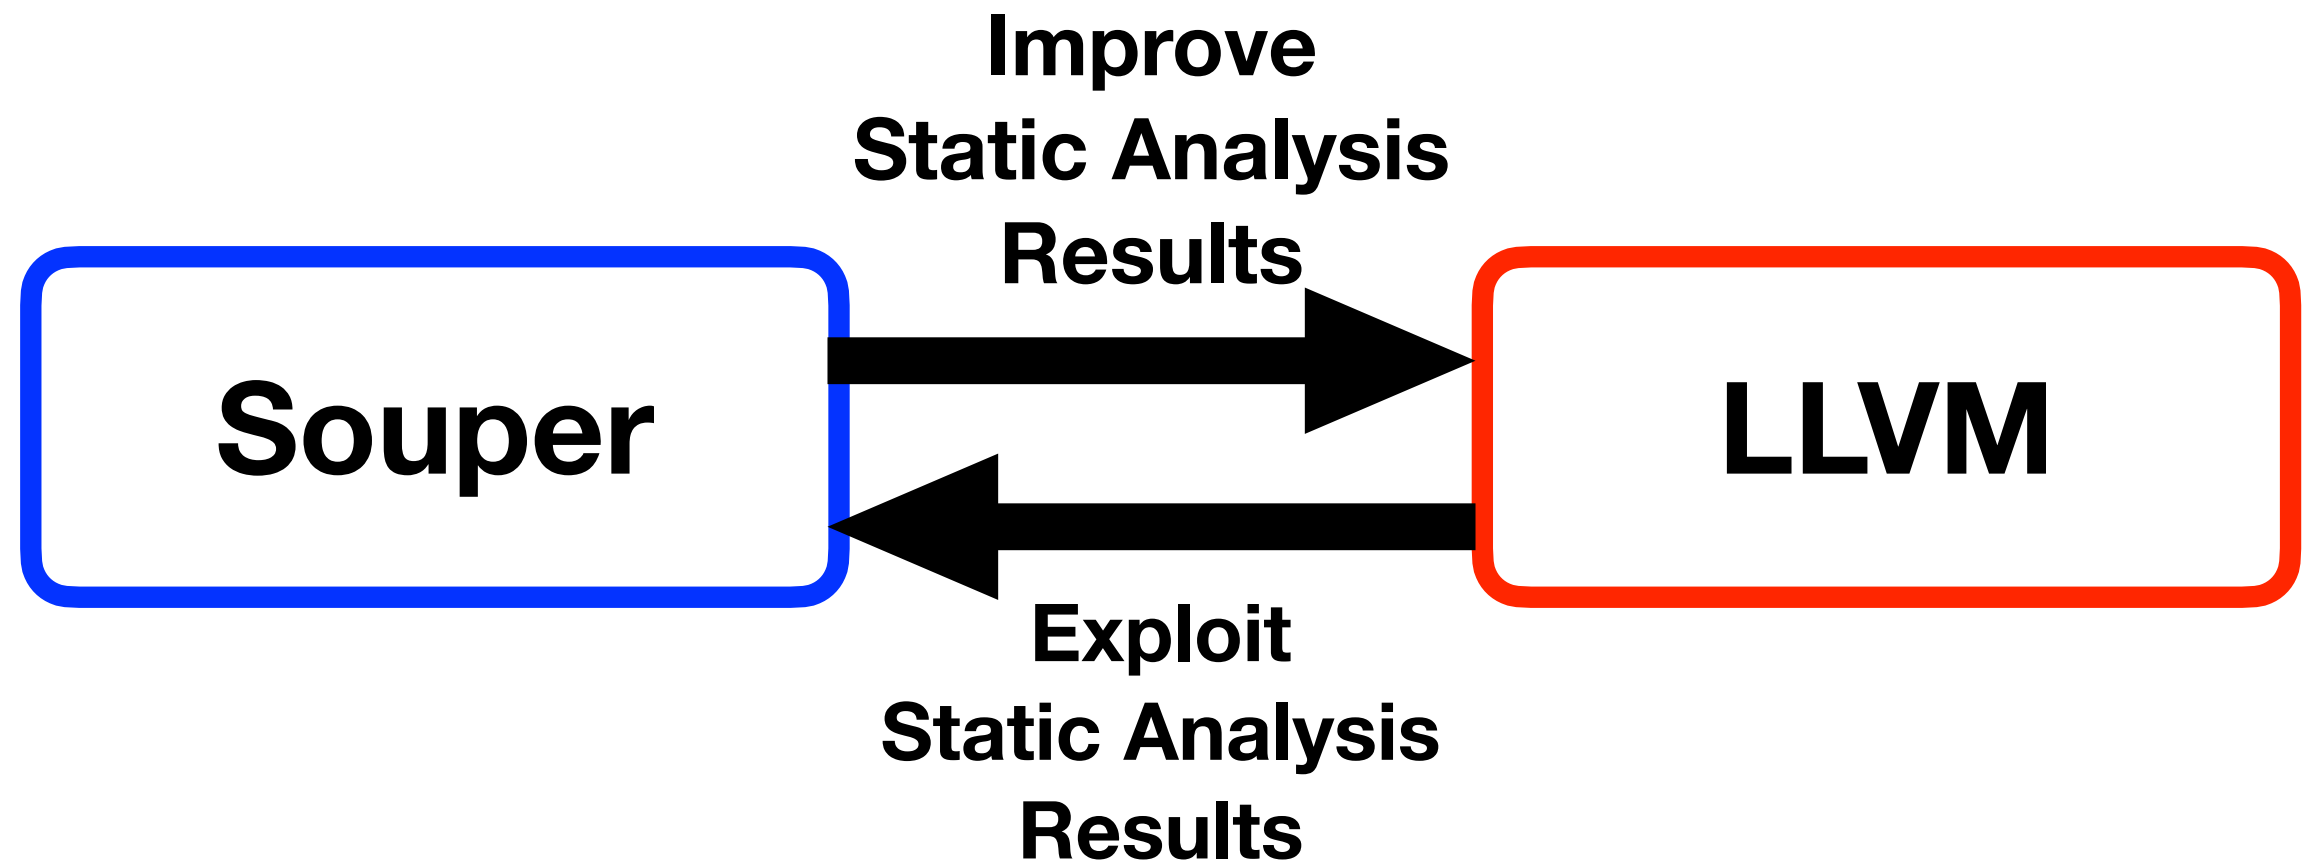 Improve
Static Analysis
Results
Souper
LLVM
Exploit
Static Analysis
Results